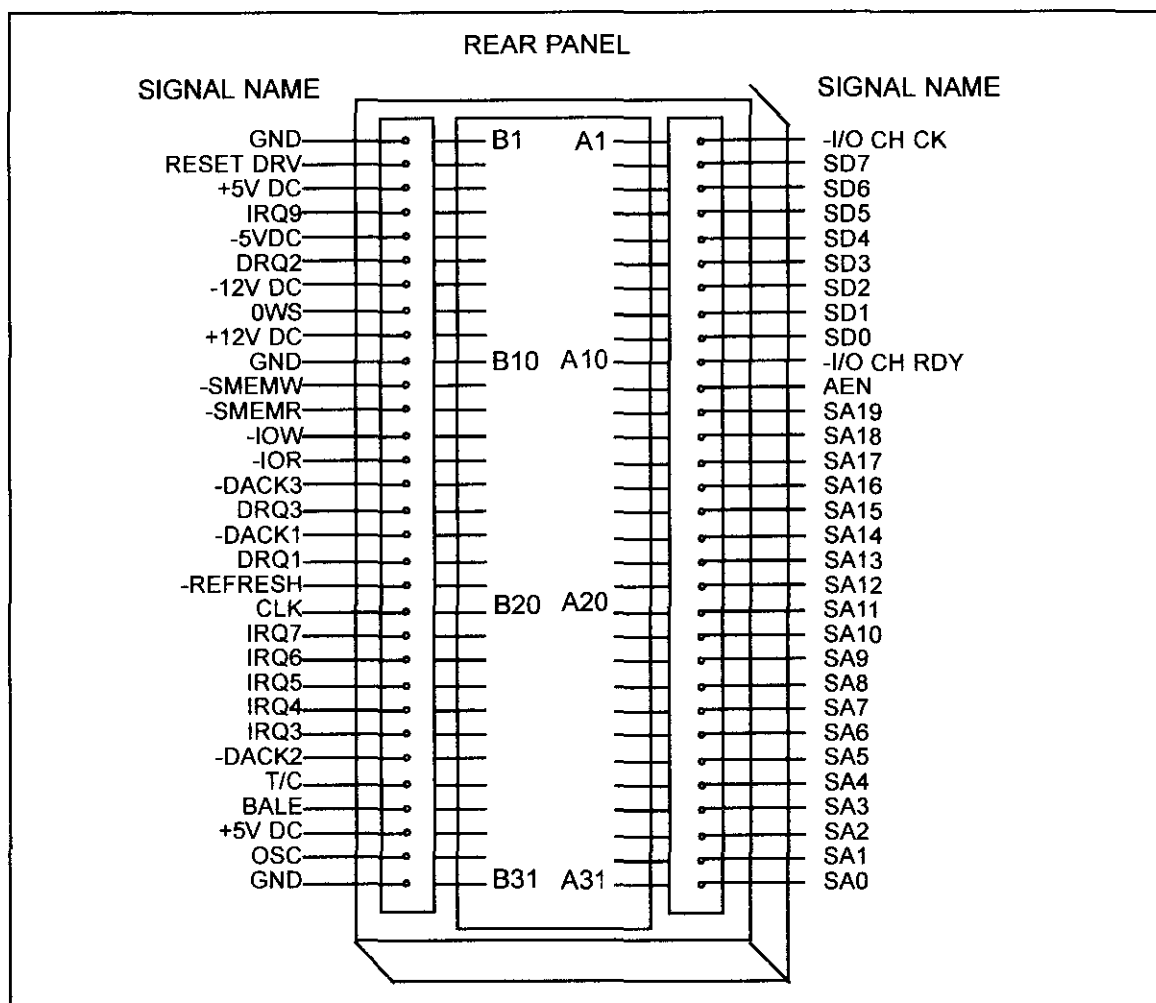 REAR PANEL
SIGNAL NAME SIGNAL NAME
GND B1 A1 -I/O CH CK
RESET DRV SD7
+5V DC SD6
IRQ9 SD5
-5VDC SD4
DRQ2 SD3
-12V DC SD2
0WS SD1
+12V DC SD0
GND B10 A10 -I/O CH RDY
-SMEMW AEN
-SMEMR SA19
-IOW SA18
-IOR SA17
-DACK3 SA16
DRQ3 SA15
-DACK1 SA14
DRQ1 SA13
-REFRESH SA12
CLK B20 A20 SA11
IRQ7 SA10
IRQ6 SA9
IRQ5 SA8
IRQ4 SA7
IRQ3 SA6
-DACK2 SA5
T/C SA4
BALE SA3
+5V DC SA2
OSC SA1
GND B31 A31 SA0